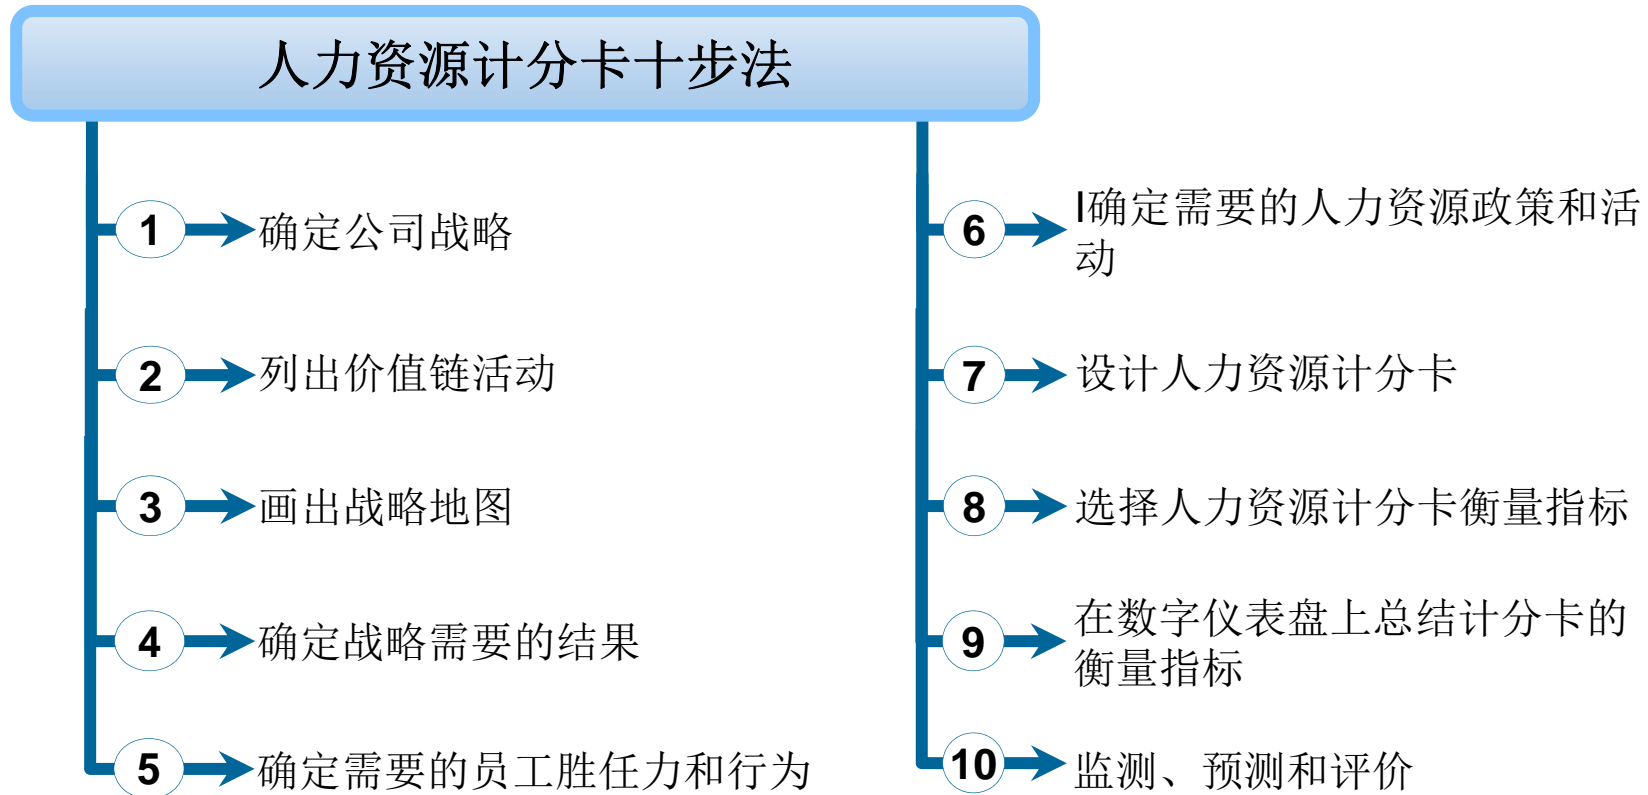 人力资源计分卡十步法
1 确定公司战略
2 列出价值链活动
3 画出战略地图
4 确定战略需要的结果
5 确定需要的员工胜任力和行为
6 l确定需要的人力资源政策和活
动
7 设计人力资源计分卡
8 选择人力资源计分卡衡量指标
9 在数字仪表盘上总结计分卡的
衡量指标
10 监测、预测和评价